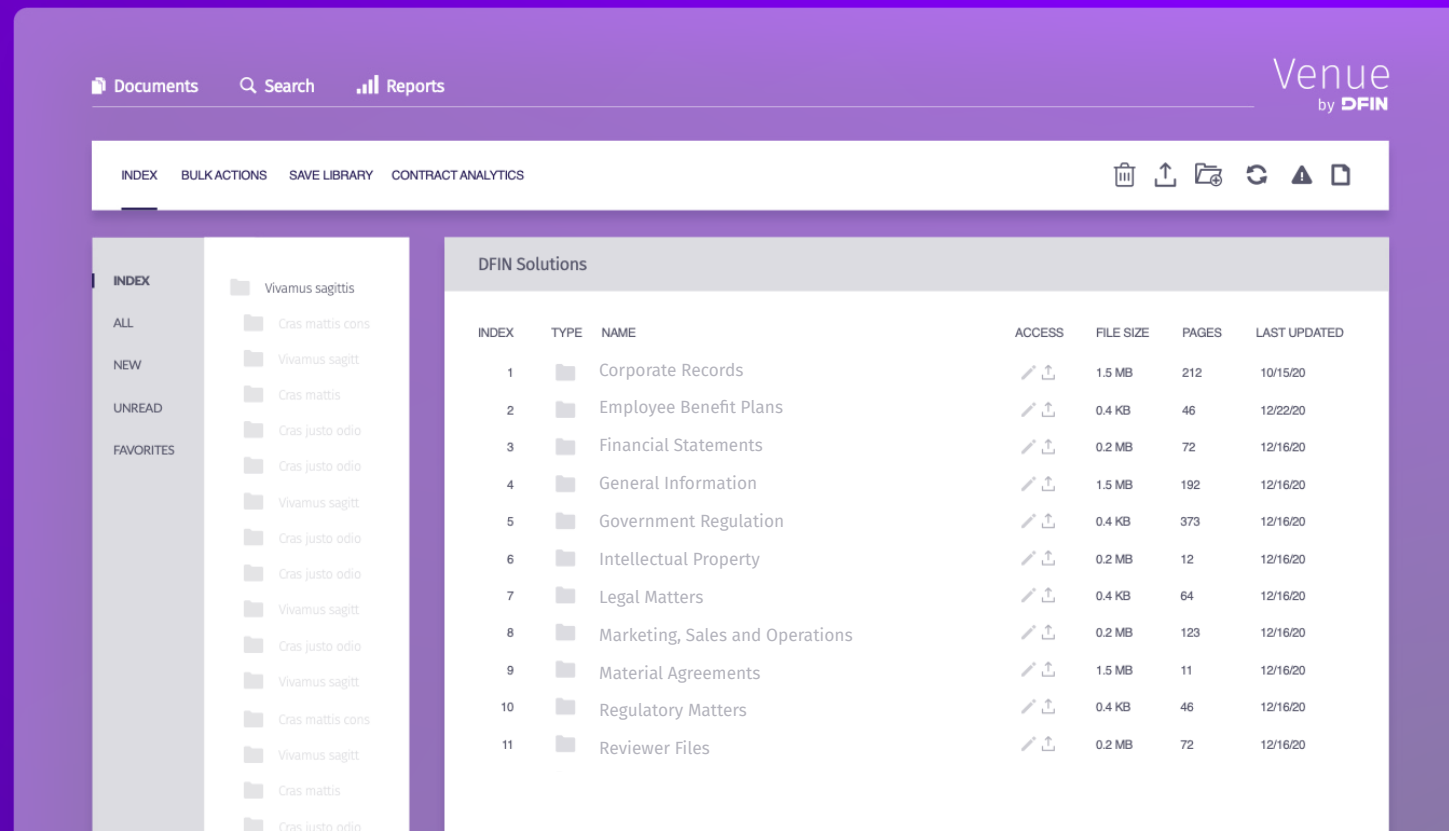 Documents Search Reports
Venue
by DFIN
INDEX BULK ACTIONS SAVE LIBRARY CONTRACT ANALYTICS
INDEX
ALL
NEW
UNREAD
FAVORITES
Vivamus sagittis
Cras mattis cons
Vivamus sagitt
Cras mattis
Cras justo odio
Cras justo odio
Vivamus sagitt
Cras justo odio
Cras justo odio
Vivamus sagitt
Cras justo odio
Vivamus sagitt
Cras mattis cons
Vivamus sagitt
Cras mattis
Cras justo odio
DFIN Solutions
INDEX TYPE NAME ACCESS FILE SIZE PAGES LAST UPDATED
1 Corporate Records 1.5 MB 212 10/15/20
2 Employee Benefit Plans 0.4 KB 46 12/22/20
3 Financial Statements 0.2 MB 72 12/16/20
4 General Information 1.5 MB 192 12/16/20
5 Government Regulation 0.4 KB 373 12/16/20
6 Intellectual Property 0.2 MB 12 12/16/20
7 Legal Matters 0.4 KB 64 12/16/20
8 Marketing, Sales and Operations 0.2 MB 123 12/16/20
9 Material Agreements 1.5 MB 11 12/16/20
10 Regulatory Matters 0.4 KB 46 12/16/20
11 Reviewer Files 0.2 MB 72 12/16/20